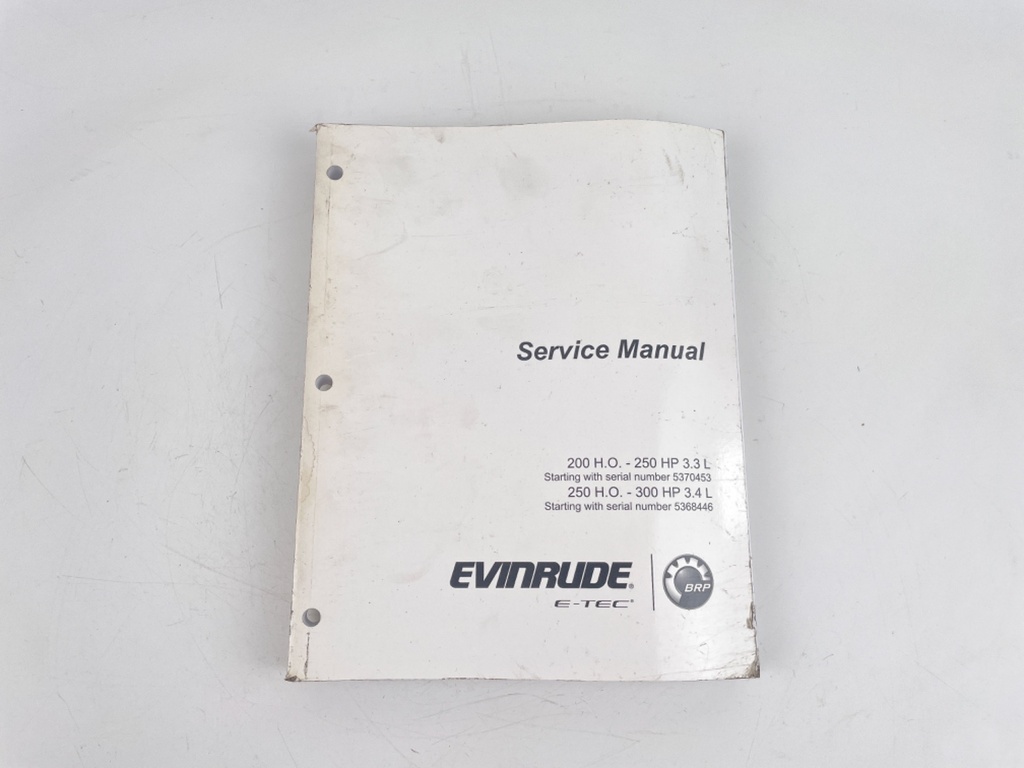 Service Manual
200 H.O. - 250 HP 3.3 L
Starting with serial number 5370453
250 H.O. - 300 HP 3.4 L
Starting with serial number 5368446
EVINRUDE®
E-TEC®
BRP